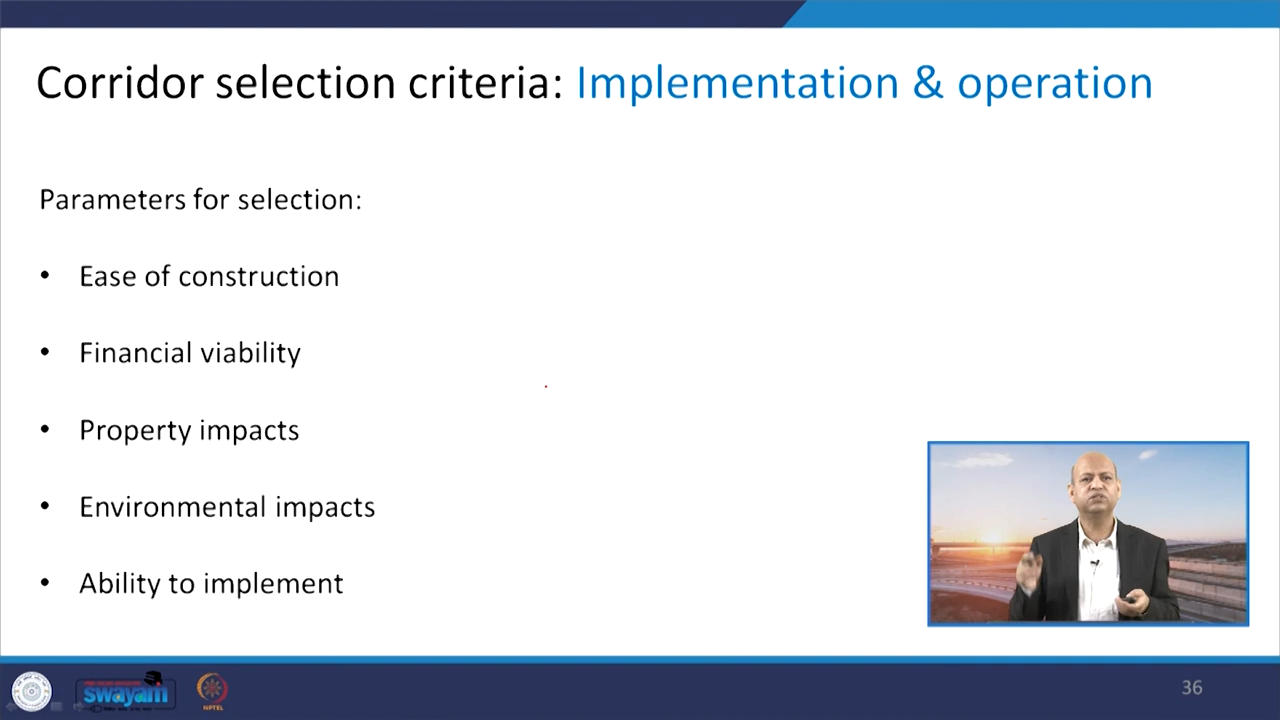 Corridor selection criteria: Implementation & operation
Parameters for selection:
• Ease of construction
• Financial viability
• Property impacts
• Environmental impacts
• Ability to implement
swayam
NPTEL
36